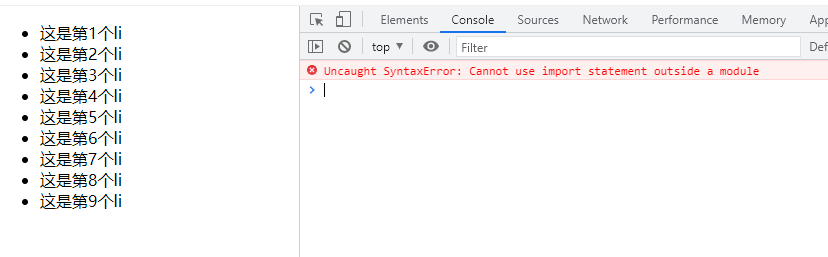 这是第1个li
这是第2个li
这是第3个li
这是第4个li
这是第5个li
这是第6个li
这是第7个li
这是第8个li
这是第9个li
Elements Console Sources Network Performance Memory App
top Filter Def
Uncaught SyntaxError: Cannot use import statement outside a module